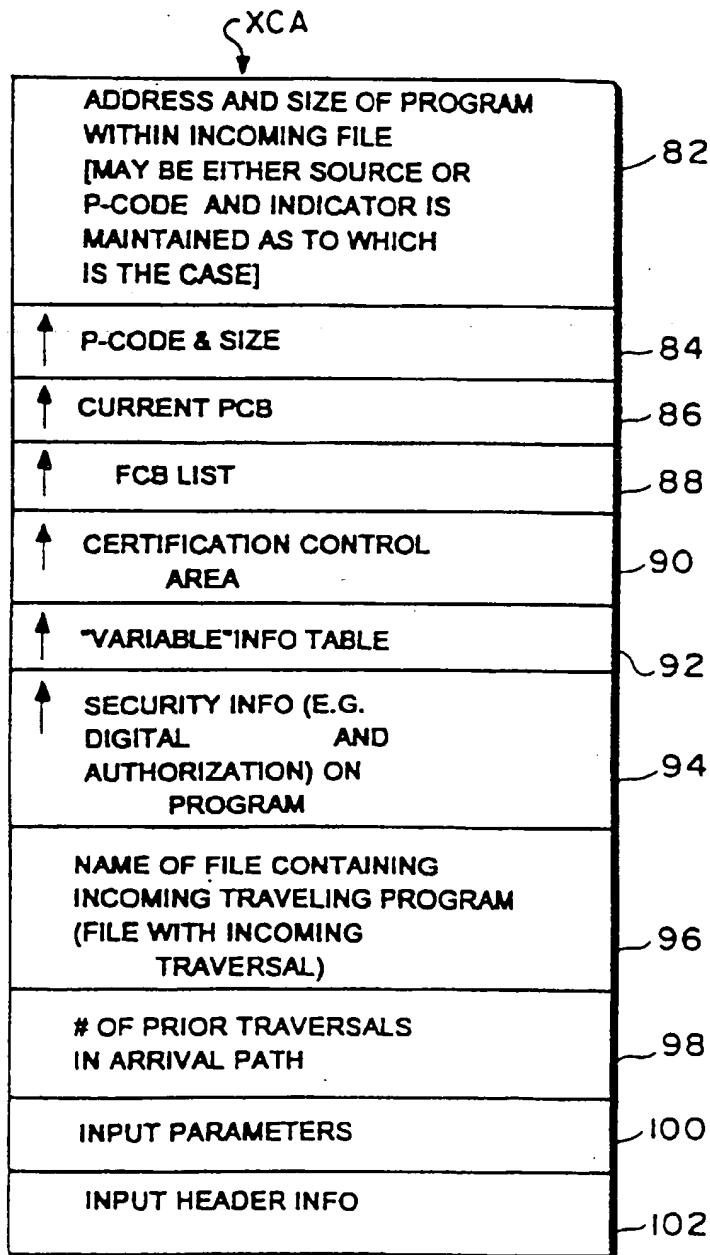 XCA
ADDRESS AND SIZE OF PROGRAM
WITHIN INCOMING FILE
[MAY BE EITHER SOURCE OR
P-CODE AND INDICATOR IS
MAINTAINED AS TO WHICH
IS THE CASE]
82
P-CODE & SIZE
84
CURRENT PCB
86
FCB LIST
88
CERTIFICATION CONTROL
AREA
90
"VARIABLE"INFO TABLE
92
SECURITY INFO (E.G.
DIGITAL AND
AUTHORIZATION) ON
PROGRAM
94
NAME OF FILE CONTAINING
INCOMING TRAVELING PROGRAM
(FILE WITH INCOMING
TRAVERSAL)
96
# OF PRIOR TRAVERSALS
IN ARRIVAL PATH
98
INPUT PARAMETERS
100
INPUT HEADER INFO
102